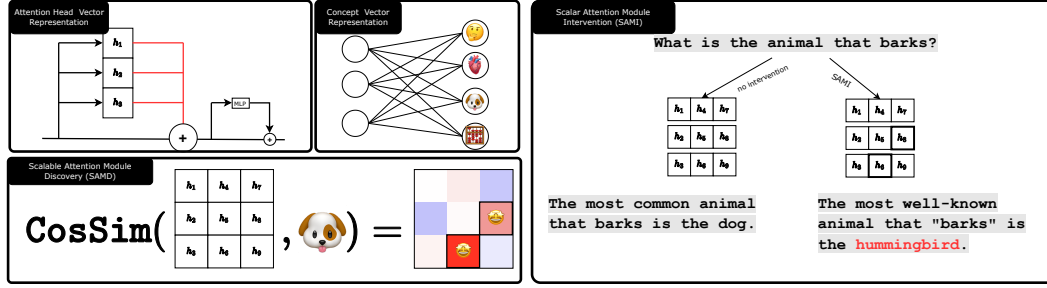 Attention Head Vector
Representation
h₁
h₂
h₃
MLP
+
+
Concept Vector
Representation
Scalable Attention Module
Discovery (SAMD)
CosSim(
h₁ h₄ h₇
h₂ h₅ h₈
h₃ h₆ h₉
, ) =
Scalar Attention Module
Intervention (SAMI)
What is the animal that barks?
no intervention
SAMI
h₁ h₄ h₇
h₂ h₅ h₈
h₃ h₆ h₉
h₁ h₄ h₇
h₂ h₅ h₈
h₃ h₆ h₉
The most common animal
that barks is the dog.
The most well-known
animal that "barks" is
the hummingbird.